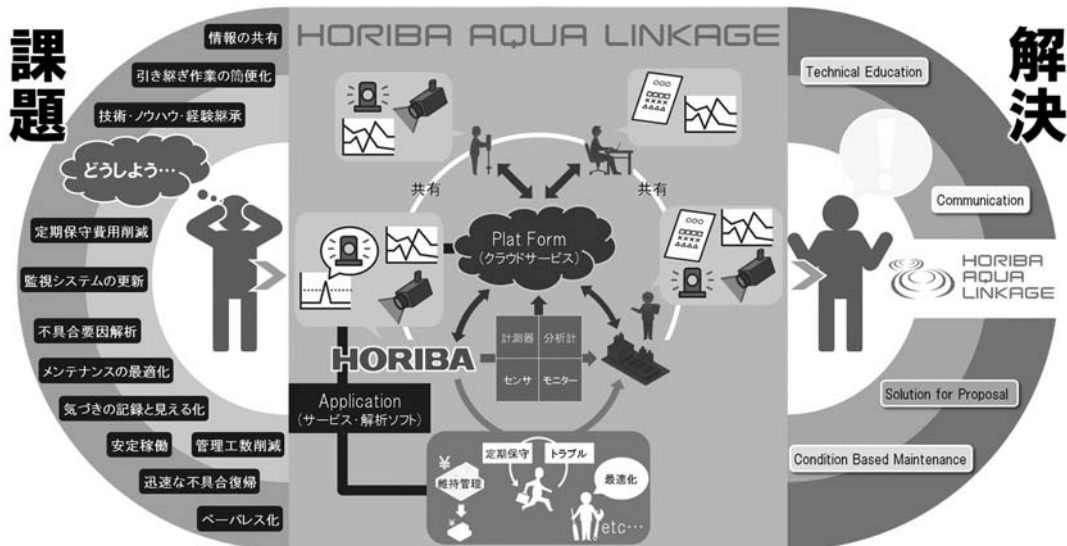 課題
情報の共有
引き継ぎ作業の簡便化
技術・ノウハウ・経験継承
どうしよう…
定期保守費用削減
監視システムの更新
不具合要因解析
メンテナンスの最適化
気づきの記録と見える化
安定稼働
管理工数削減
迅速な不具合復帰
ペーパレス化
HORIBA AQUA LINKAGE
共有
共有
Plat Form
(クラウドサービス)
HORIBA
計測器
分析計
センサ
モニター
Application
(サービス・解析ソフト)
定期保守
トラブル
¥
維持管理
¥
最適化
etc…
解決
Technical Education
!
Communication
HORIBA
AQUA
LINKAGE
Solution for Proposal
Condition Based Maintenance